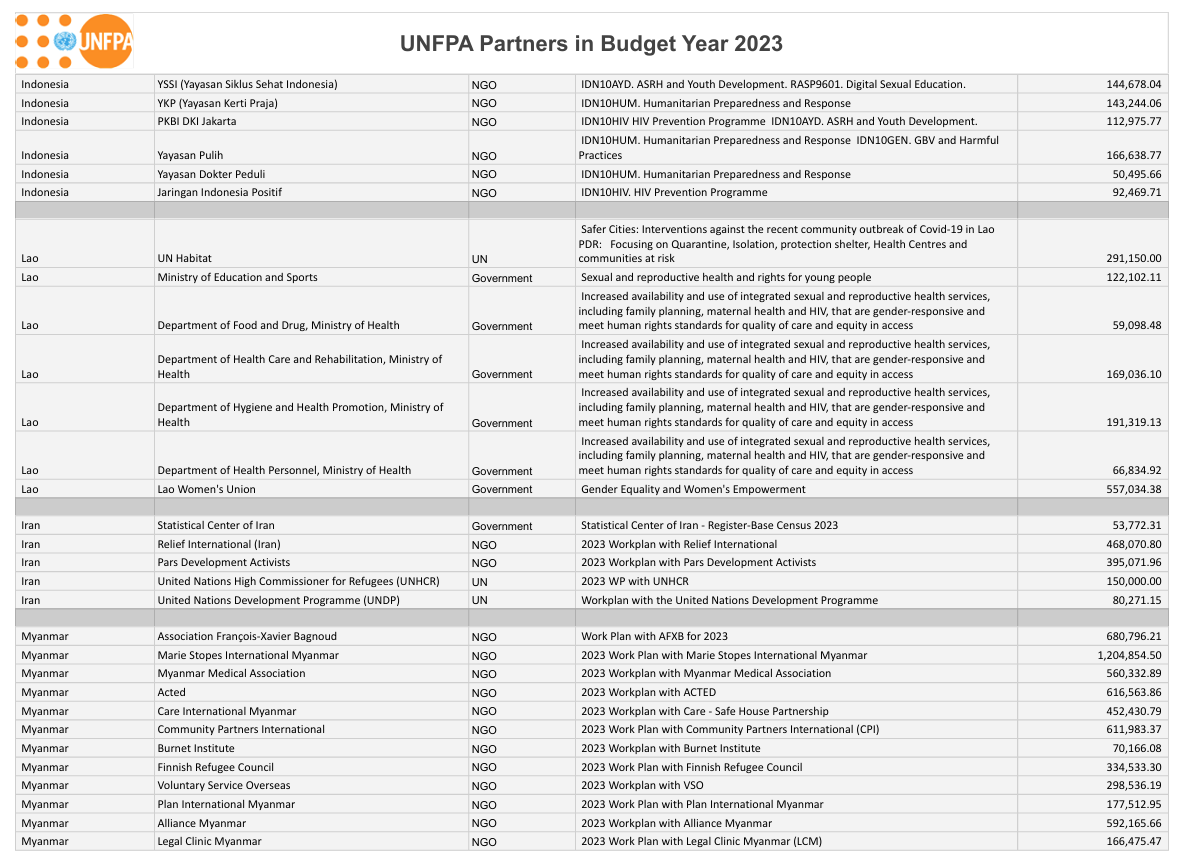 UNFPA
UNFPA Partners in Budget Year 2023
Indonesia YSSI (Yayasan Siklus Sehat Indonesia) NGO IDN10AYD. ASRH and Youth Development. RASP9601. Digital Sexual Education. 144,678.04
Indonesia YKP (Yayasan Kerti Praja) NGO IDN10HUM. Humanitarian Preparedness and Response 143,244.06
Indonesia PKBI DKI Jakarta NGO IDN10HIV HIV Prevention Programme IDN10AYD. ASRH and Youth Development. 112,975.77
IDN10HUM. Humanitarian Preparedness and Response IDN10GEN. GBV and Harmful
Indonesia Yayasan Pulih NGO Practices 166,638.77
Indonesia Yayasan Dokter Peduli NGO IDN10HUM. Humanitarian Preparedness and Response 50,495.66
Indonesia Jaringan Indonesia Positif NGO IDN10HIV. HIV Prevention Programme 92,469.71
Safer Cities: Interventions against the recent community outbreak of Covid-19 in Lao
PDR: Focusing on Quarantine, Isolation, protection shelter, Health Centres and
Lao UN Habitat UN communities at risk 291,150.00
Lao Ministry of Education and Sports Government Sexual and reproductive health and rights for young people 122,102.11
Increased availability and use of integrated sexual and reproductive health services,
including family planning, maternal health and HIV, that are gender-responsive and
Lao Department of Food and Drug, Ministry of Health Government meet human rights standards for quality of care and equity in access 59,098.48
Increased availability and use of integrated sexual and reproductive health services,
Department of Health Care and Rehabilitation, Ministry of including family planning, maternal health and HIV, that are gender-responsive and
Lao Health Government meet human rights standards for quality of care and equity in access 169,036.10
Increased availability and use of integrated sexual and reproductive health services,
Department of Hygiene and Health Promotion, Ministry of including family planning, maternal health and HIV, that are gender-responsive and
Lao Health Government meet human rights standards for quality of care and equity in access 191,319.13
Increased availability and use of integrated sexual and reproductive health services,
including family planning, maternal health and HIV, that are gender-responsive and
Lao Department of Health Personnel, Ministry of Health Government meet human rights standards for quality of care and equity in access 66,834.92
Lao Lao Women's Union Government Gender Equality and Women's Empowerment 557,034.38
Iran Statistical Center of Iran Government Statistical Center of Iran - Register-Base Census 2023 53,772.31
Iran Relief International (Iran) NGO 2023 Workplan with Relief International 468,070.80
Iran Pars Development Activists NGO 2023 Workplan with Pars Development Activists 395,071.96
Iran United Nations High Commissioner for Refugees (UNHCR) UN 2023 WP with UNHCR 150,000.00
Iran United Nations Development Programme (UNDP) UN Workplan with the United Nations Development Programme 80,271.15
Myanmar Association François-Xavier Bagnoud NGO Work Plan with AFXB for 2023 680,796.21
Myanmar Marie Stopes International Myanmar NGO 2023 Work Plan with Marie Stopes International Myanmar 1,204,854.50
Myanmar Myanmar Medical Association NGO 2023 Workplan with Myanmar Medical Association 560,332.89
Myanmar Acted NGO 2023 Workplan with ACTED 616,563.86
Myanmar Care International Myanmar NGO 2023 Workplan with Care - Safe House Partnership 452,430.79
Myanmar Community Partners International NGO 2023 Work Plan with Community Partners International (CPI) 611,983.37
Myanmar Burnet Institute NGO 2023 Workplan with Burnet Institute 70,166.08
Myanmar Finnish Refugee Council NGO 2023 Work Plan with Finnish Refugee Council 334,533.30
Myanmar Voluntary Service Overseas NGO 2023 Workplan with VSO 298,536.19
Myanmar Plan International Myanmar NGO 2023 Work Plan with Plan International Myanmar 177,512.95
Myanmar Alliance Myanmar NGO 2023 Workplan with Alliance Myanmar 592,165.66
Myanmar Legal Clinic Myanmar NGO 2023 Work Plan with Legal Clinic Myanmar (LCM) 166,475.47